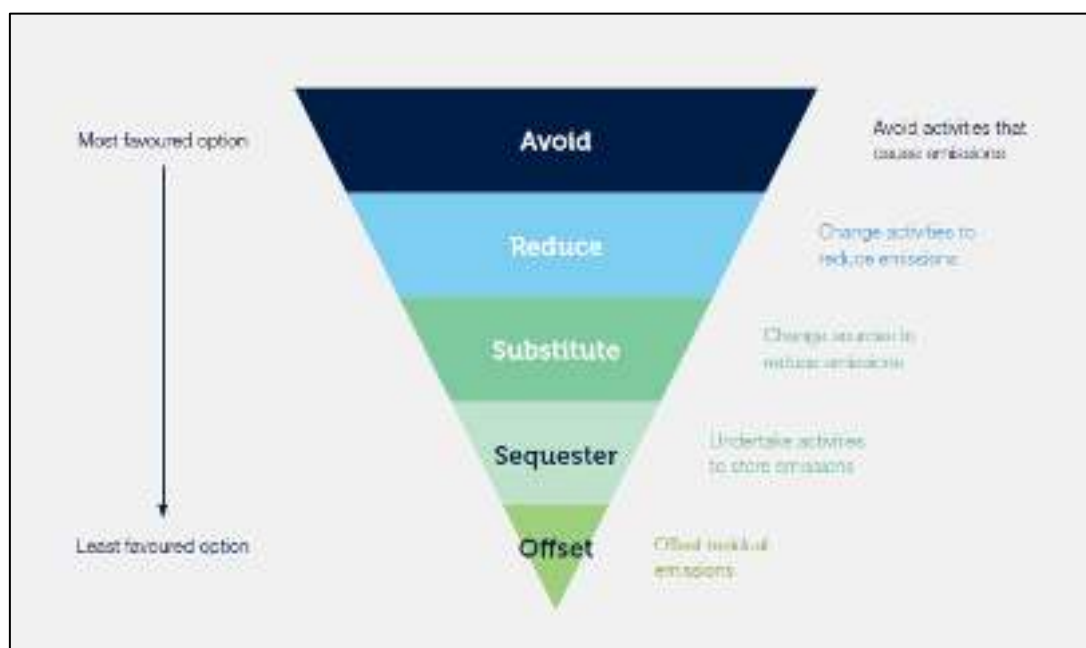 Most favoured option
Avoid
Avoid activities that
cause emissions
Reduce
Change activities to
reduce emissions
Substitute
Change sources to
reduce emissions
Sequester
Undertake activities
to store emissions
Least favoured option
Offset
Offset residual
emissions